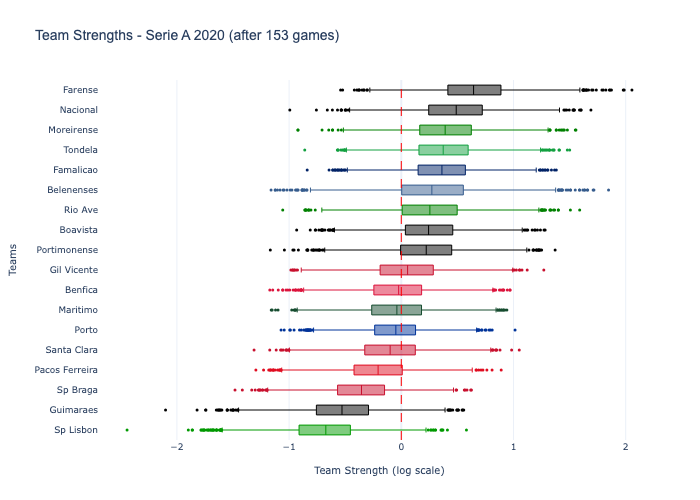 Team Strengths - Serie A 2020 (after 153 games)
Farense
Nacional
Moreirense
Tondela
Famalicao
Belenenses
Rio Ave
Boavista
Portimonense
Gil Vicente
Benfica
Maritimo
Porto
Santa Clara
Pacos Ferreira
Sp Braga
Guimaraes
Sp Lisbon
Teams
−2 −1 0 1 2
Team Strength (log scale)